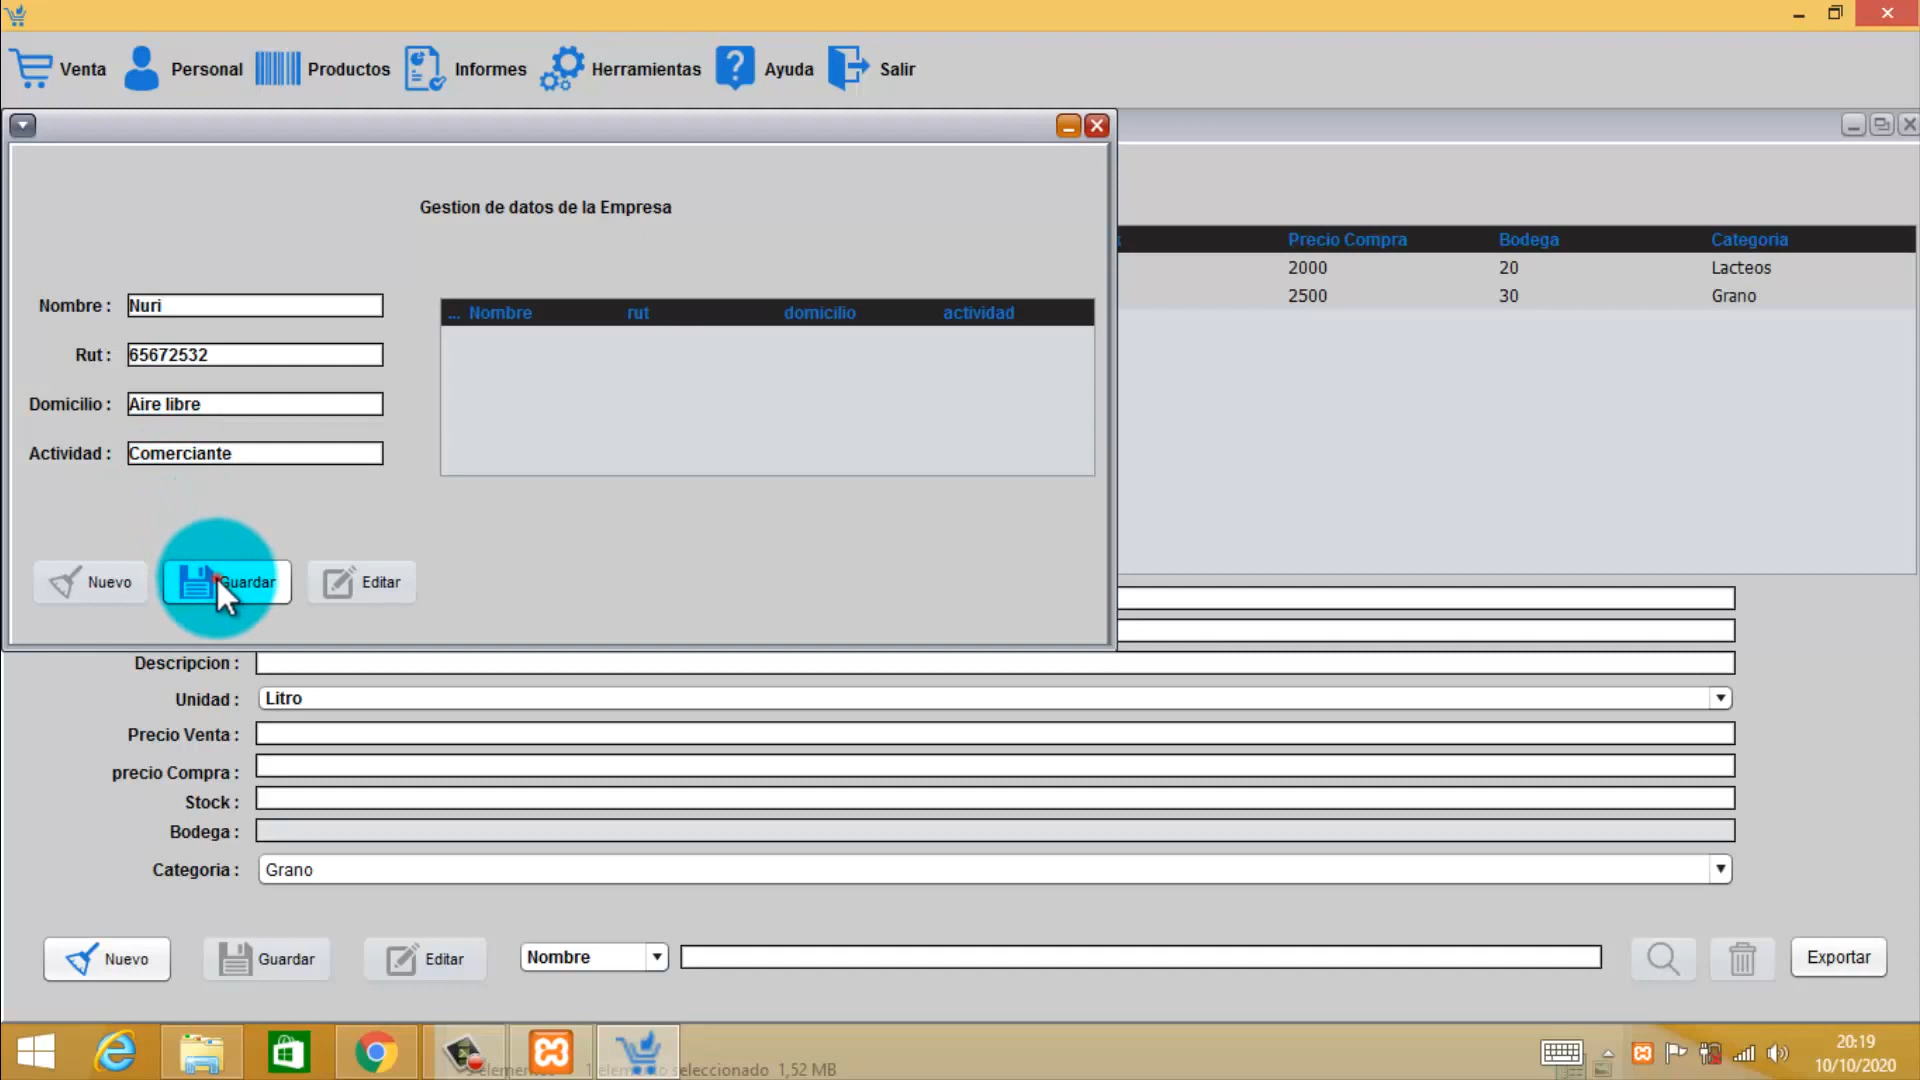 Venta
Personal
Productos
Informes
Herramientas
Ayuda
Salir
Gestion de datos de la Empresa
Precio Compra Bodega Categoria
2000 20 Lacteos
2500 30 Grano
Nombre : Nuri
Rut : 65672532
Domicilio : Aire libre
Actividad : Comerciante
... Nombre rut domicilio actividad
Nuevo Guardar Editar
Descripcion :
Unidad : Litro
Precio Venta :
precio Compra :
Stock :
Bodega :
Categoria : Grano
Nuevo Guardar Editar Nombre Exportar
seleccionado 1,52 MB
20:19
10/10/2020